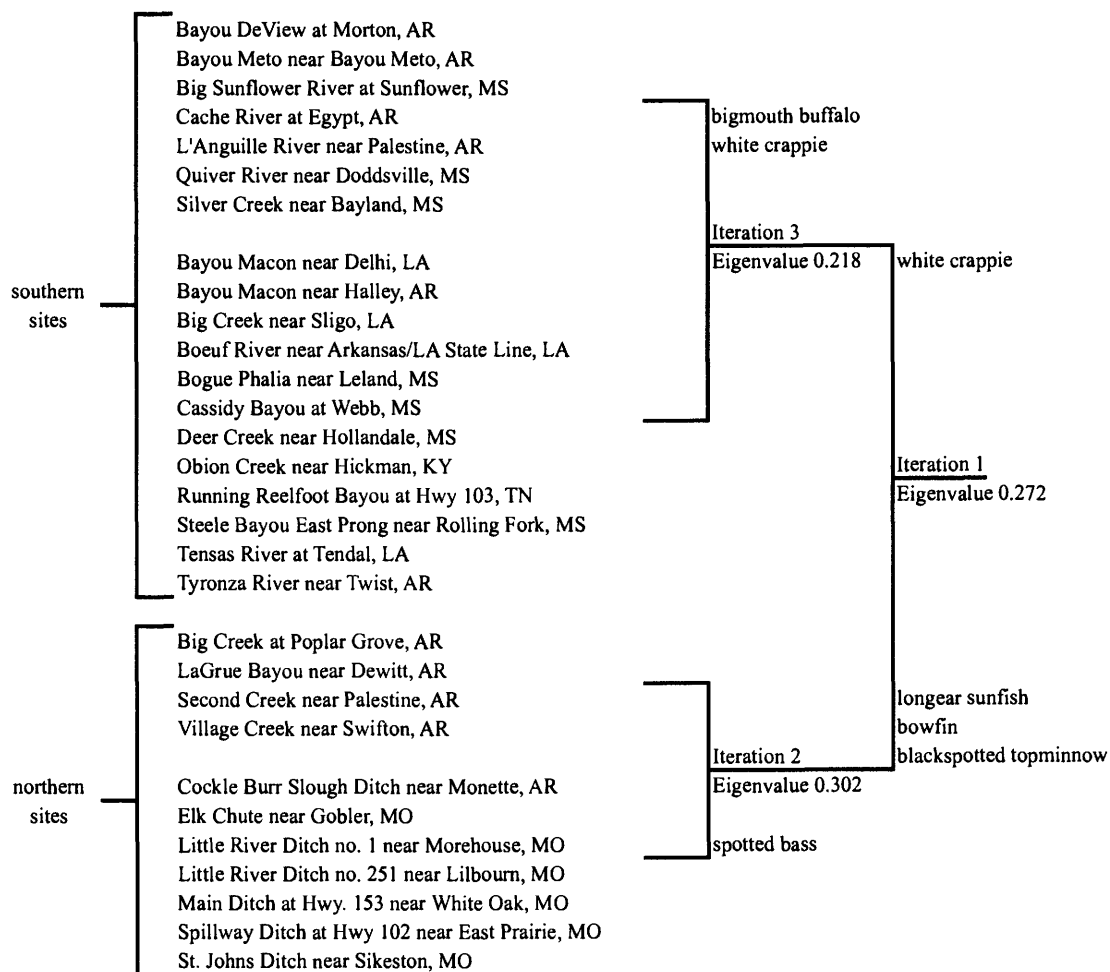 Bayou DeView at Morton, AR
Bayou Meto near Bayou Meto, AR
Big Sunflower River at Sunflower, MS
Cache River at Egypt, AR
L'Anguille River near Palestine, AR
Quiver River near Doddsville, MS
Silver Creek near Bayland, MS
Bayou Macon near Delhi, LA
Bayou Macon near Halley, AR
Big Creek near Sligo, LA
Boeuf River near Arkansas/LA State Line, LA
Bogue Phalia near Leland, MS
Cassidy Bayou at Webb, MS
Deer Creek near Hollandale, MS
Obion Creek near Hickman, KY
Running Reelfoot Bayou at Hwy 103, TN
Steele Bayou East Prong near Rolling Fork, MS
Tensas River at Tendal, LA
Tyronza River near Twist, AR
southern
sites
bigmouth buffalo
white crappie
Iteration 3
Eigenvalue 0.218
white crappie
Iteration 1
Eigenvalue 0.272
Big Creek at Poplar Grove, AR
LaGrue Bayou near Dewitt, AR
Second Creek near Palestine, AR
Village Creek near Swifton, AR
Cockle Burr Slough Ditch near Monette, AR
Elk Chute near Gobler, MO
Little River Ditch no. 1 near Morehouse, MO
Little River Ditch no. 251 near Lilbourn, MO
Main Ditch at Hwy. 153 near White Oak, MO
Spillway Ditch at Hwy 102 near East Prairie, MO
St. Johns Ditch near Sikeston, MO
northern
sites
longear sunfish
bowfin
blackspotted topminnow
Iteration 2
Eigenvalue 0.302
spotted bass